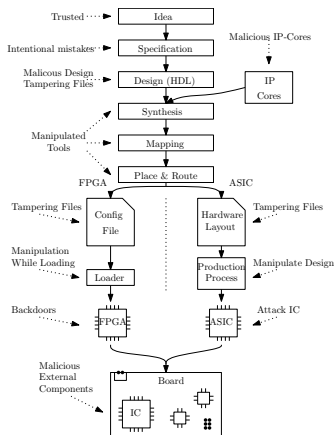 Trusted
Idea
Intentional mistakes
Specification
Malicious IP-Cores
Malicous Design
Tampering Files
Design (HDL)
IP
Cores
Synthesis
Manipulated
Tools
Mapping
Place & Route
FPGA
ASIC
Tampering Files
Config
File
Hardware
Layout
Tampering Files
Manipulation
While Loading
Loader
Production
Process
Manipulate Design
Backdoors
FPGA
ASIC
Attack IC
Malicious
External
Components
Board
IC